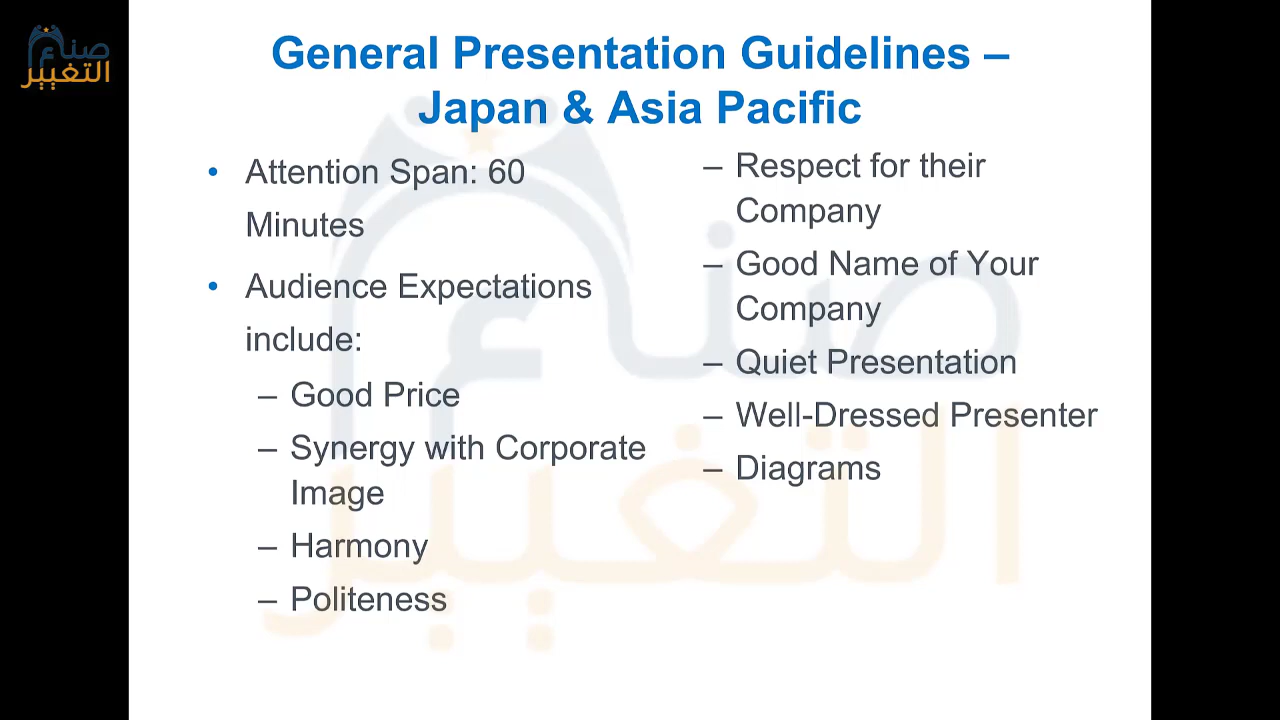 صناع
التغيير
General Presentation Guidelines –
Japan & Asia Pacific
• Attention Span: 60
Minutes
• Audience Expectations
include:
– Good Price
– Synergy with Corporate
Image
– Harmony
– Politeness
– Respect for their
Company
– Good Name of Your
Company
– Quiet Presentation
– Well-Dressed Presenter
– Diagrams
صناع
التغيير